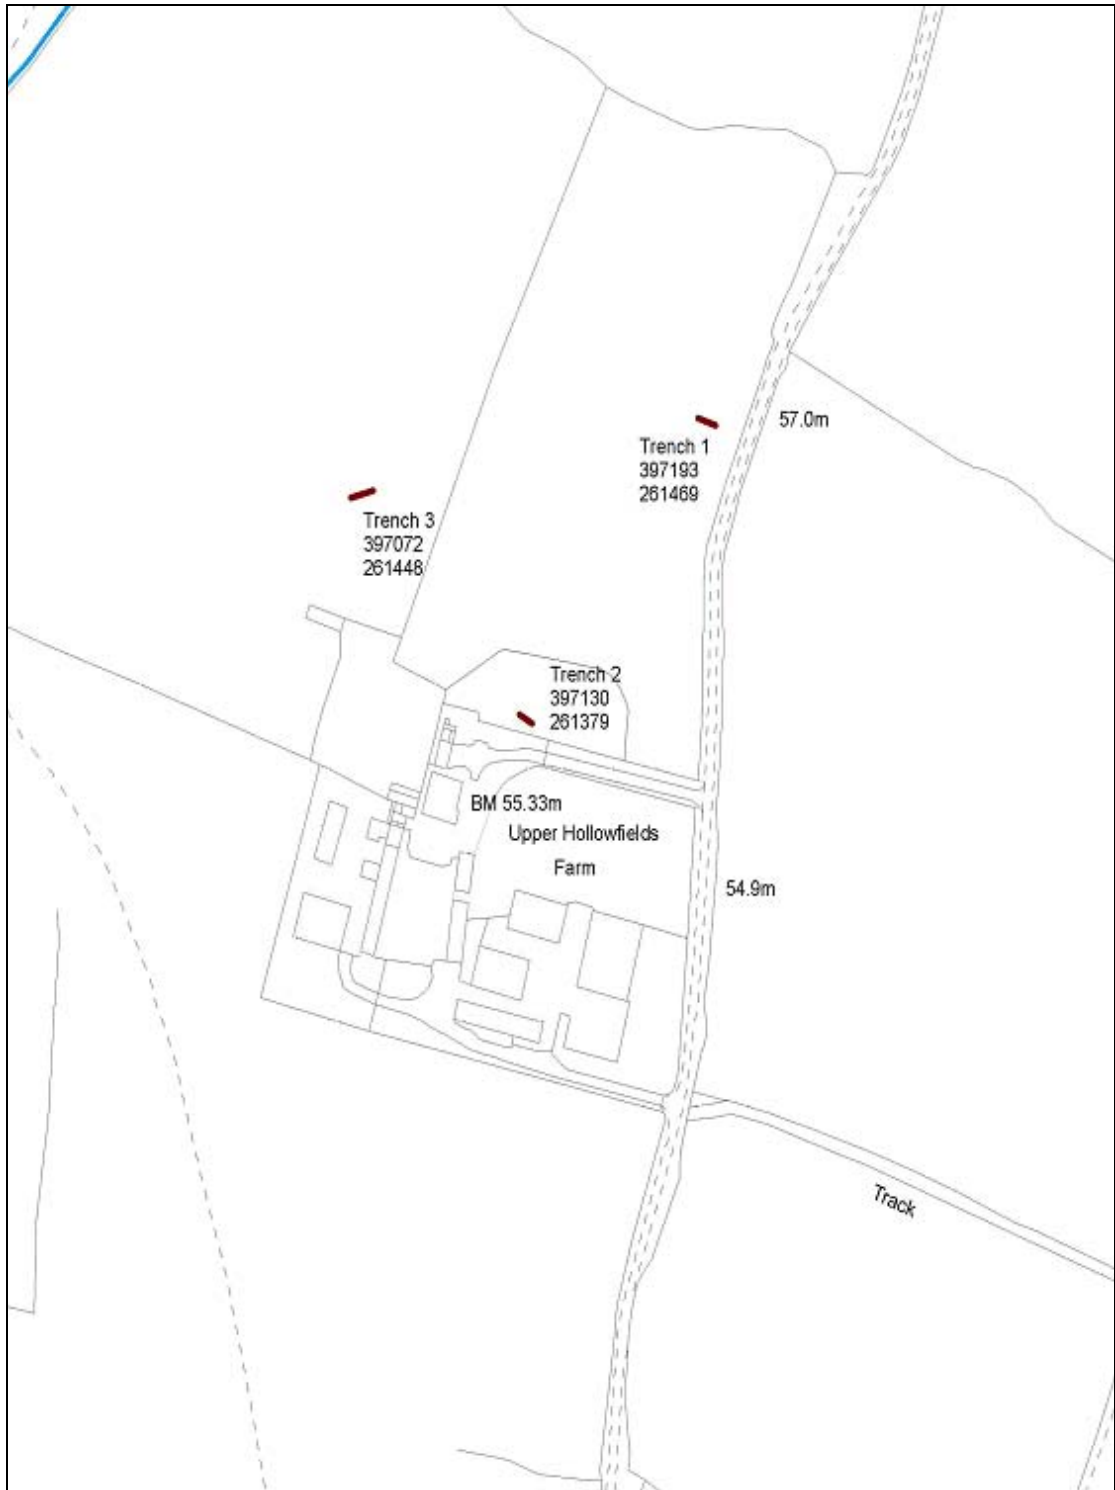 57.0m
Trench 1
397193
261469
Trench 3
397072
261448
Trench 2
397130
261379
BM 55.33m
Upper Hollowfields
Farm
54.9m
Track